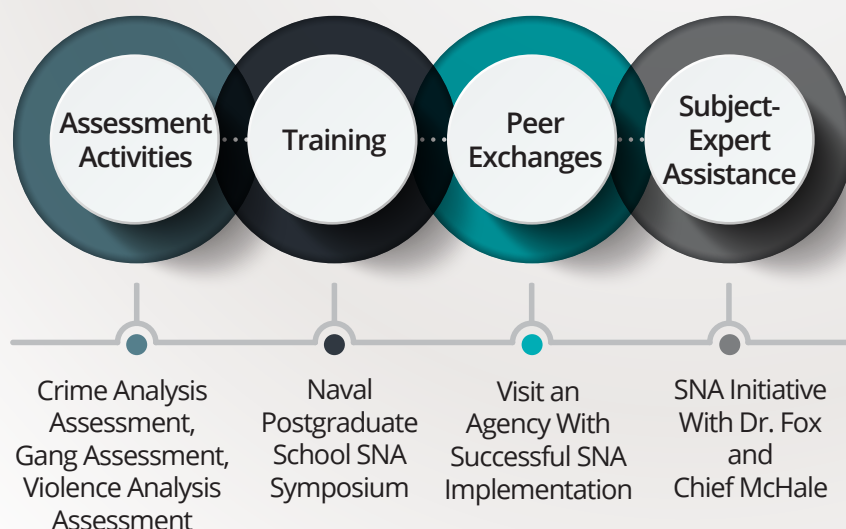 Assessment
Activities
Training
Peer
Exchanges
Subject-
Expert
Assistance
Crime Analysis
Assessment,
Gang Assessment,
Violence Analysis
Assessment
Naval
Postgraduate
School SNA
Symposium
Visit an
Agency With
Successful SNA
Implementation
SNA Initiative
With Dr. Fox
and
Chief McHale